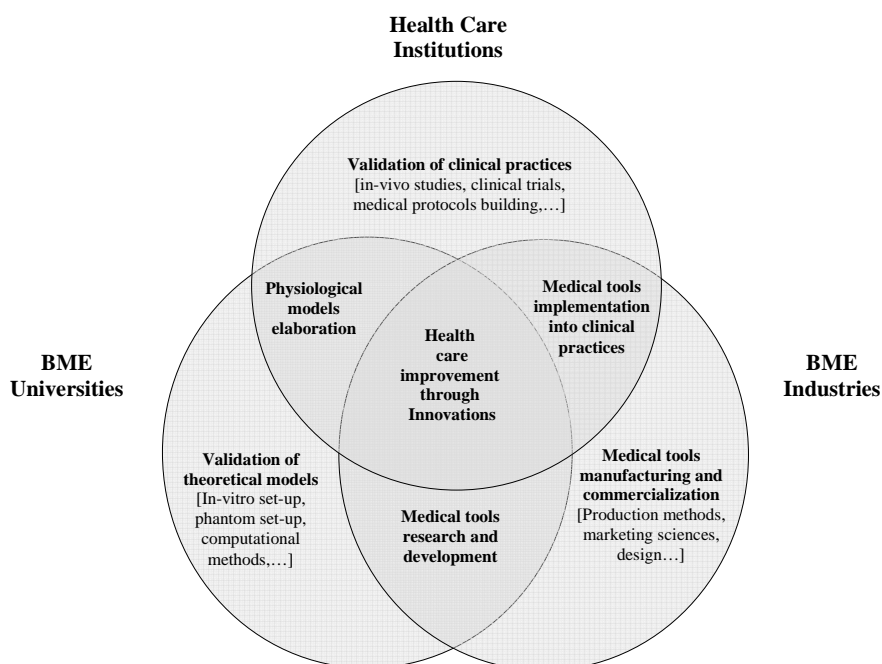 Health Care
Institutions
Validation of clinical practices
[in-vivo studies, clinical trials,
medical protocols building,…]
Physiological
models
elaboration
Medical tools
implementation
into clinical
practices
Health
care
improvement
through
Innovations
BME
Universities
BME
Industries
Validation of
theoretical models
[In-vitro set-up,
phantom set-up,
computational
methods,…]
Medical tools
research and
development
Medical tools
manufacturing and
commercialization
[Production methods,
marketing sciences,
design…]